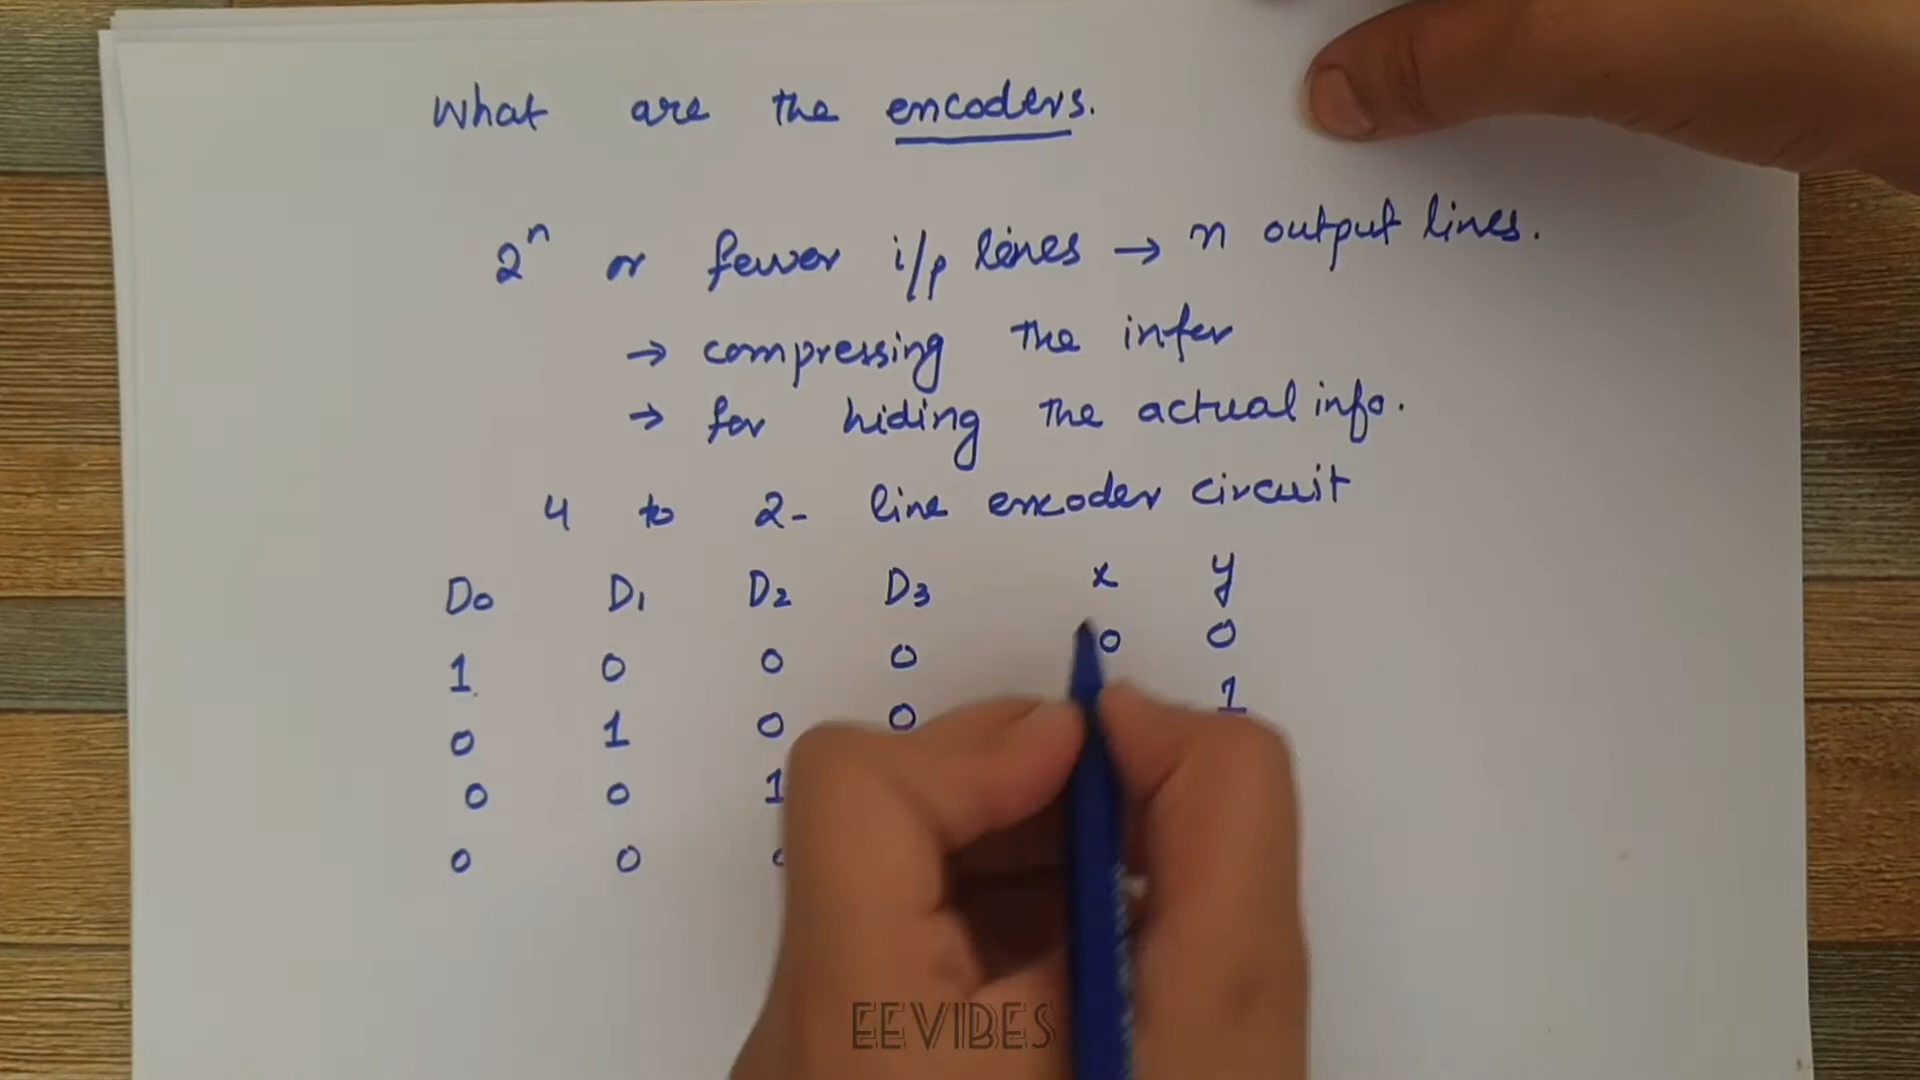 What are the encoders.
2ⁿ or fewer i/p lines → n output lines.
→ compressing the infer
→ for hiding the actual info.
4 to 2- line encoder circuit
D0 D1 D2 D3 x y
1 0 0 0 0 0
0 1 0 0 1
0 0 1
0 0
EEVIBES